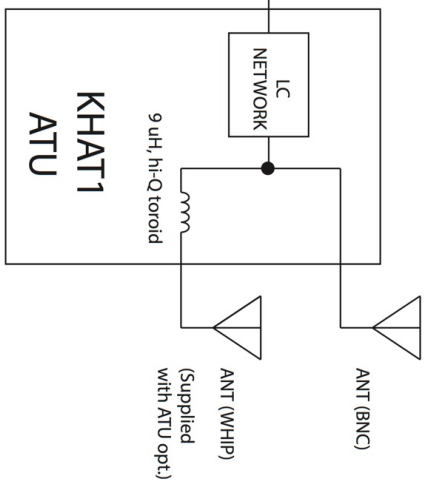 LC
NETWORK
9 uH, hi-Q toroid
KHAT1
ATU
ANT (BNC)
ANT (WHIP)
(Supplied
with ATU opt.)